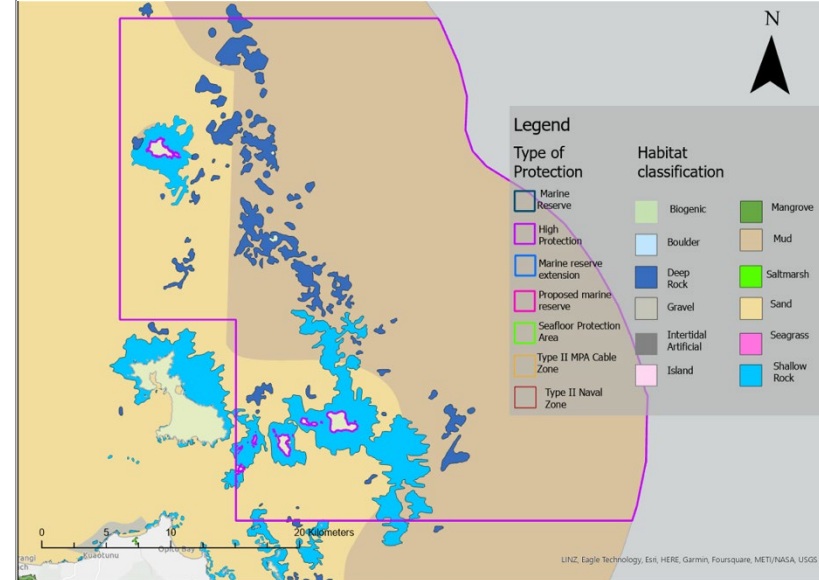 N
Legend
Type of
Protection
Marine
Reserve
High
Protection
Marine reserve
extension
Proposed marine
reserve
Seafloor Protection
Area
Type II MPA Cable
Zone
Type II Naval
Zone
Habitat
classification
Biogenic
Boulder
Deep
Rock
Gravel
Intertidal
Artificial
Island
Mangrove
Mud
Saltmarsh
Sand
Seagrass
Shallow
Rock
0 5 10 20 Kilometers
Kuaotunu
Opito Bay
LINZ, Eagle Technology, Esri, HERE, Garmin, Foursquare, METI/NASA, USGS